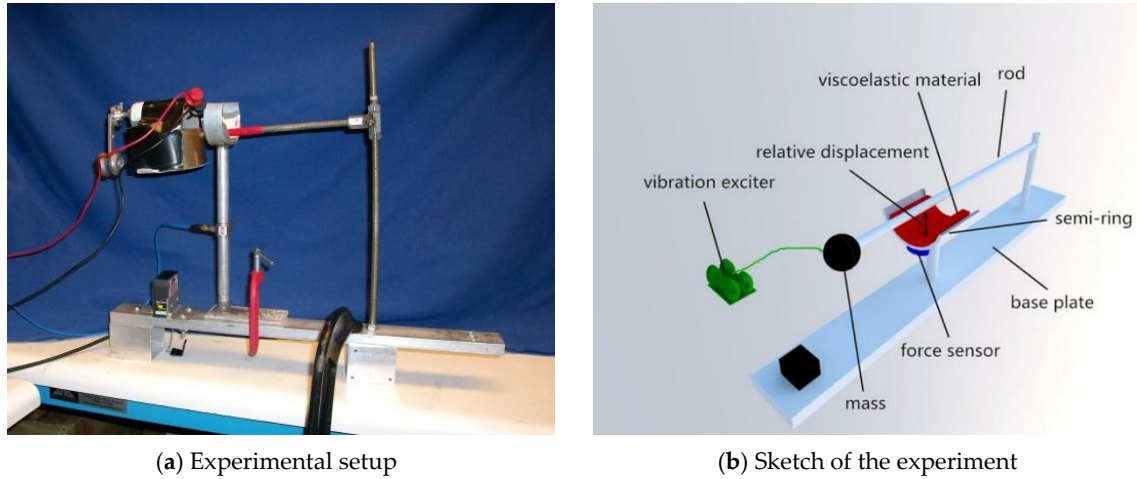 viscoelastic material
rod
relative displacement
vibration exciter
semi-ring
base plate
force sensor
mass
(a) Experimental setup
(b) Sketch of the experiment